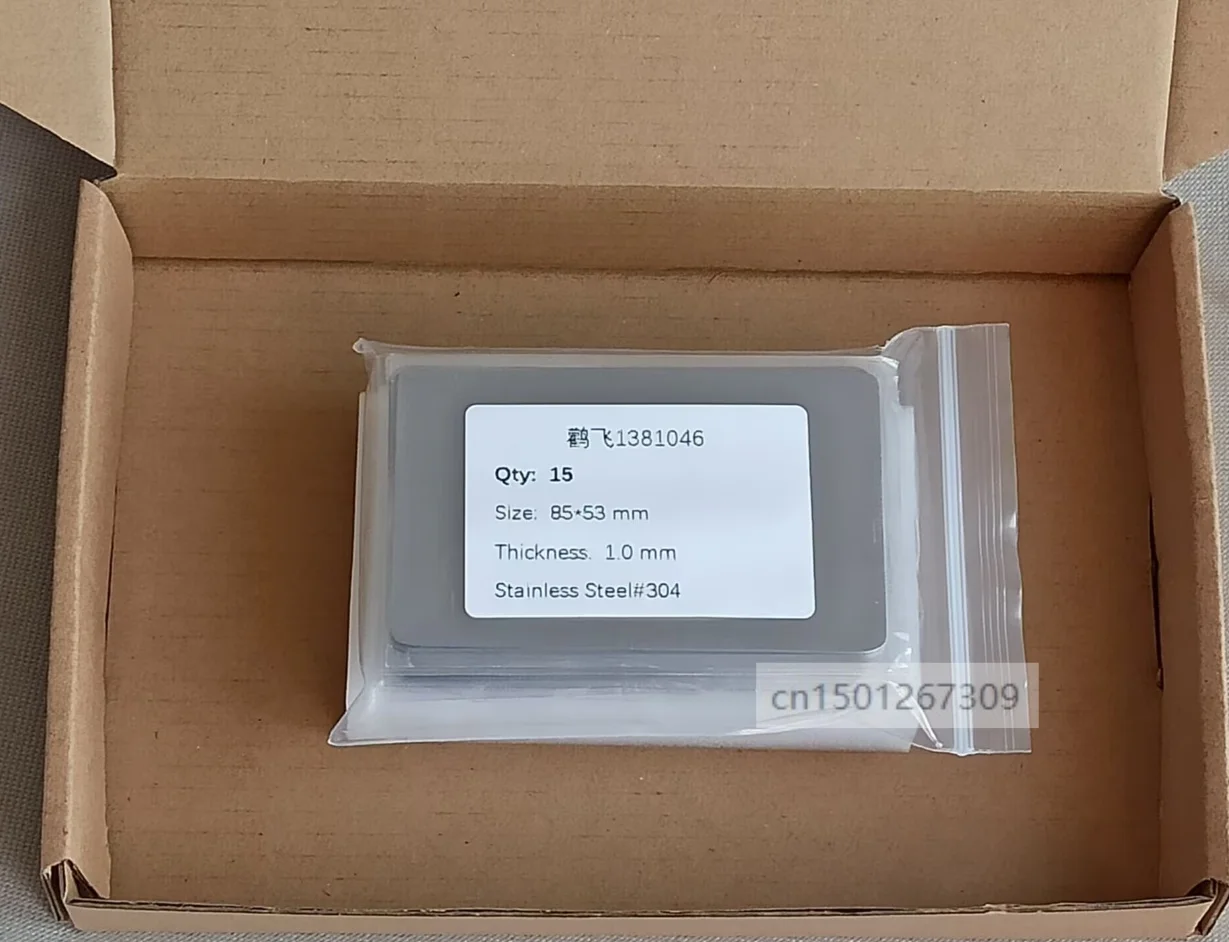 鹳飞1381046
Qty: 15
Size: 85*53 mm
Thickness. 1.0 mm
Stainless Steel#304
cn1501267309